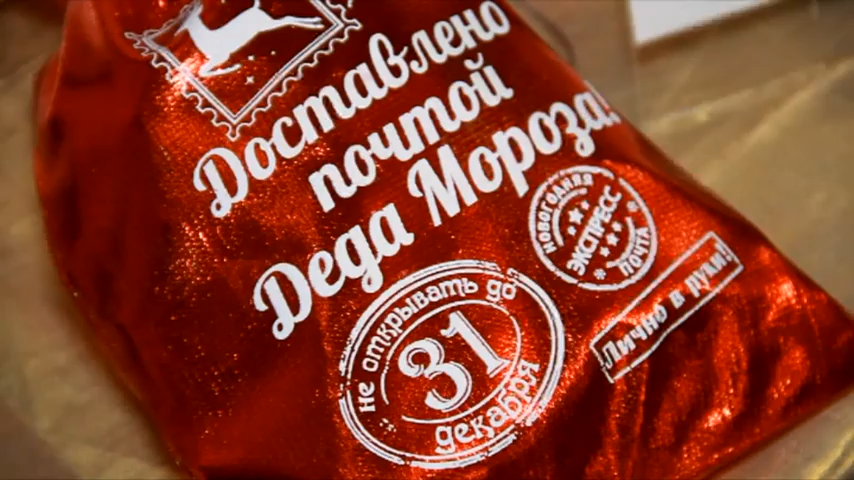 Доставлено
почтой
Деда Мороза!
НОВОГОДНЯЯ
ЭКСПРЕСС
ПОЧТА
Лично в руки!
не открывать до
31
декабря